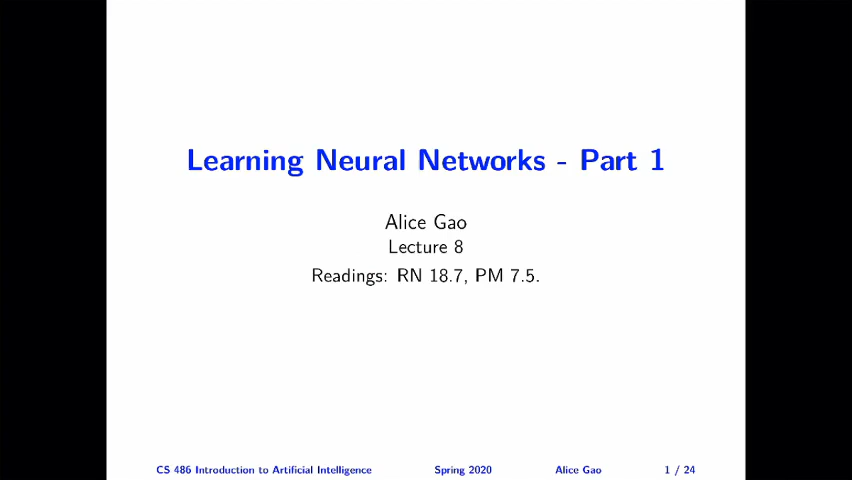 Learning Neural Networks - Part 1
Alice Gao
Lecture 8
Readings: RN 18.7, PM 7.5.
CS 486 Introduction to Artificial Intelligence Spring 2020 Alice Gao 1 / 24